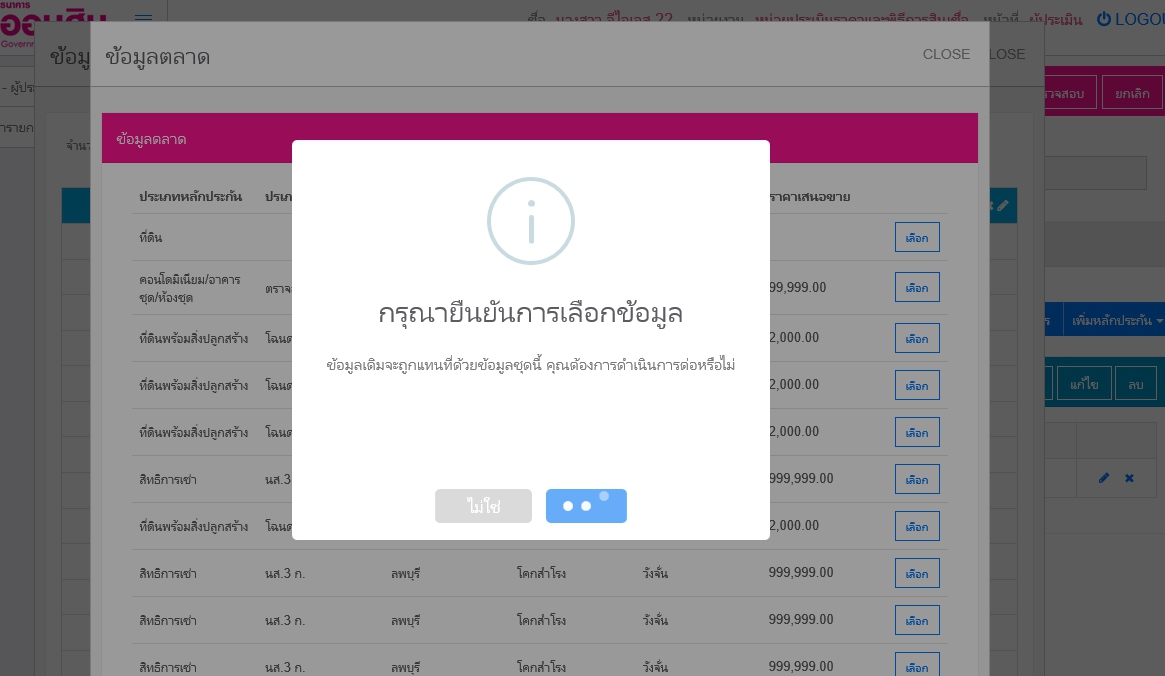 ธนาคาร
ออมสิน
ชื่อ นางสาว อีไอเอส 22 หน่วยงาน หน่วยประเมินราคาและพิธีการสินเชื่อ หน้าที่ ผู้ประเมิน LOGOU
ข้อมู ข้อมูลตลาด CLOSE LOSE
- ผู้ประ รวจสอบ ยกเลิก
ารายก
จำนว ข้อมูลตลาด
ประเภทหลักประกัน ประเภ ราคาเสนอขาย
ที่ดิน เลือก
คอนโดมิเนียม/อาคาร
ชุด/ห้องชุด 99,999.00 เลือก
ที่ดินพร้อมสิ่งปลูกสร้าง โฉนด 2,000.00 เลือก
ร เพิ่มหลักประกัน
ที่ดินพร้อมสิ่งปลูกสร้าง โฉนด 2,000.00 เลือก
แก้ไข ลบ
ที่ดินพร้อมสิ่งปลูกสร้าง โฉนด 2,000.00 เลือก
สิทธิการเช่า นส.3 999,999.00 เลือก
ที่ดินพร้อมสิ่งปลูกสร้าง โฉนด 2,000.00 เลือก
สิทธิการเช่า นส.3 ก. ลพบุรี โคกสำโรง วังจั่น 999,999.00 เลือก
สิทธิการเช่า นส.3 ก. ลพบุรี โคกสำโรง วังจั่น 999,999.00 เลือก
สิทธิการเช่า นส.3 ก. ลพบุรี โคกสำโรง วังจั่น 999,999.00 เลือก
กรุณายืนยันการเลือกข้อมูล
ข้อมูลเดิมจะถูกแทนที่ด้วยข้อมูลชุดนี้ คุณต้องการดำเนินการต่อหรือไม่
ไม่ใช่